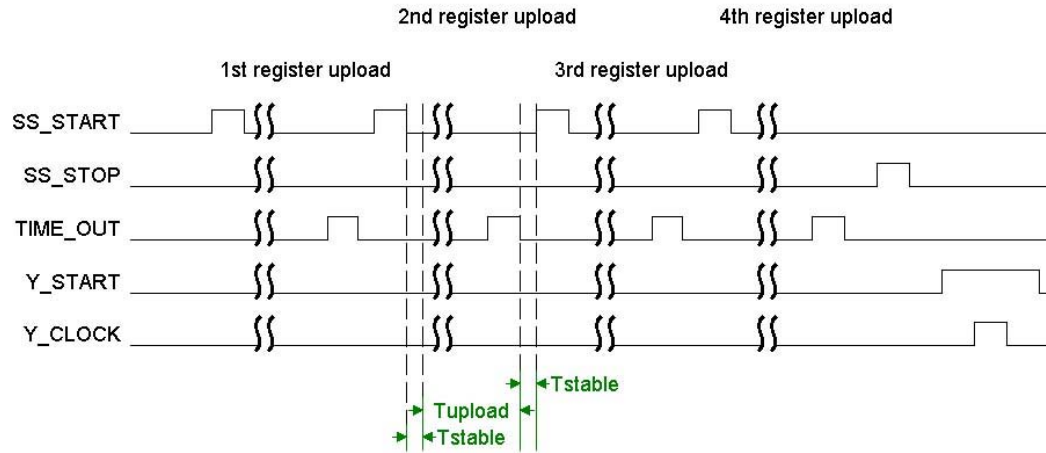 2nd register upload
4th register upload
1st register upload
3rd register upload
SS_START
SS_STOP
TIME_OUT
Y_START
Y_CLOCK
Tstable
Tupload
Tstable